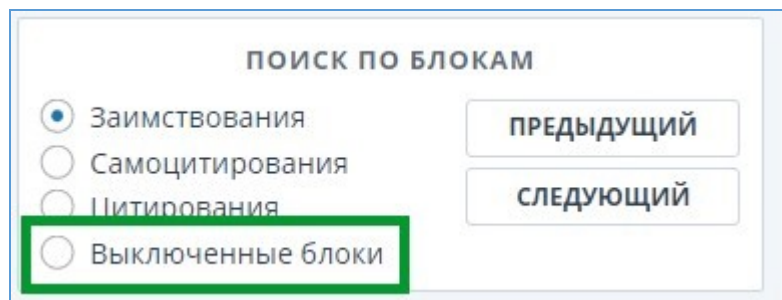 ПОИСК ПО БЛОКАМ
Заимствования
ПРЕДЫДУЩИЙ
Самоцитирования
СЛЕДУЮЩИЙ
Цитирования
Выключенные блоки